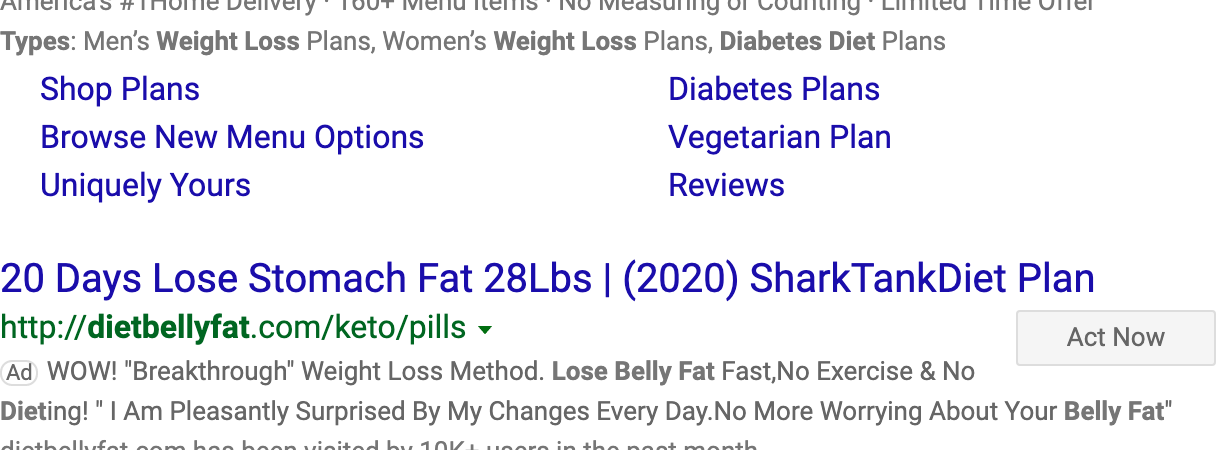 America's #1Home Delivery · 160+ Menu Items · No Measuring or Counting · Limited Time Offer
Types: Men’s Weight Loss Plans, Women’s Weight Loss Plans, Diabetes Diet Plans
Shop Plans
Diabetes Plans
Browse New Menu Options
Vegetarian Plan
Uniquely Yours
Reviews
20 Days Lose Stomach Fat 28Lbs | (2020) SharkTankDiet Plan
http://dietbellyfat.com/keto/pills
Act Now
Ad WOW! "Breakthrough" Weight Loss Method. Lose Belly Fat Fast,No Exercise & No
Dieting! " I Am Pleasantly Surprised By My Changes Every Day.No More Worrying About Your Belly Fat"
dietbellyfat.com has been visited by 10K+ users in the past month